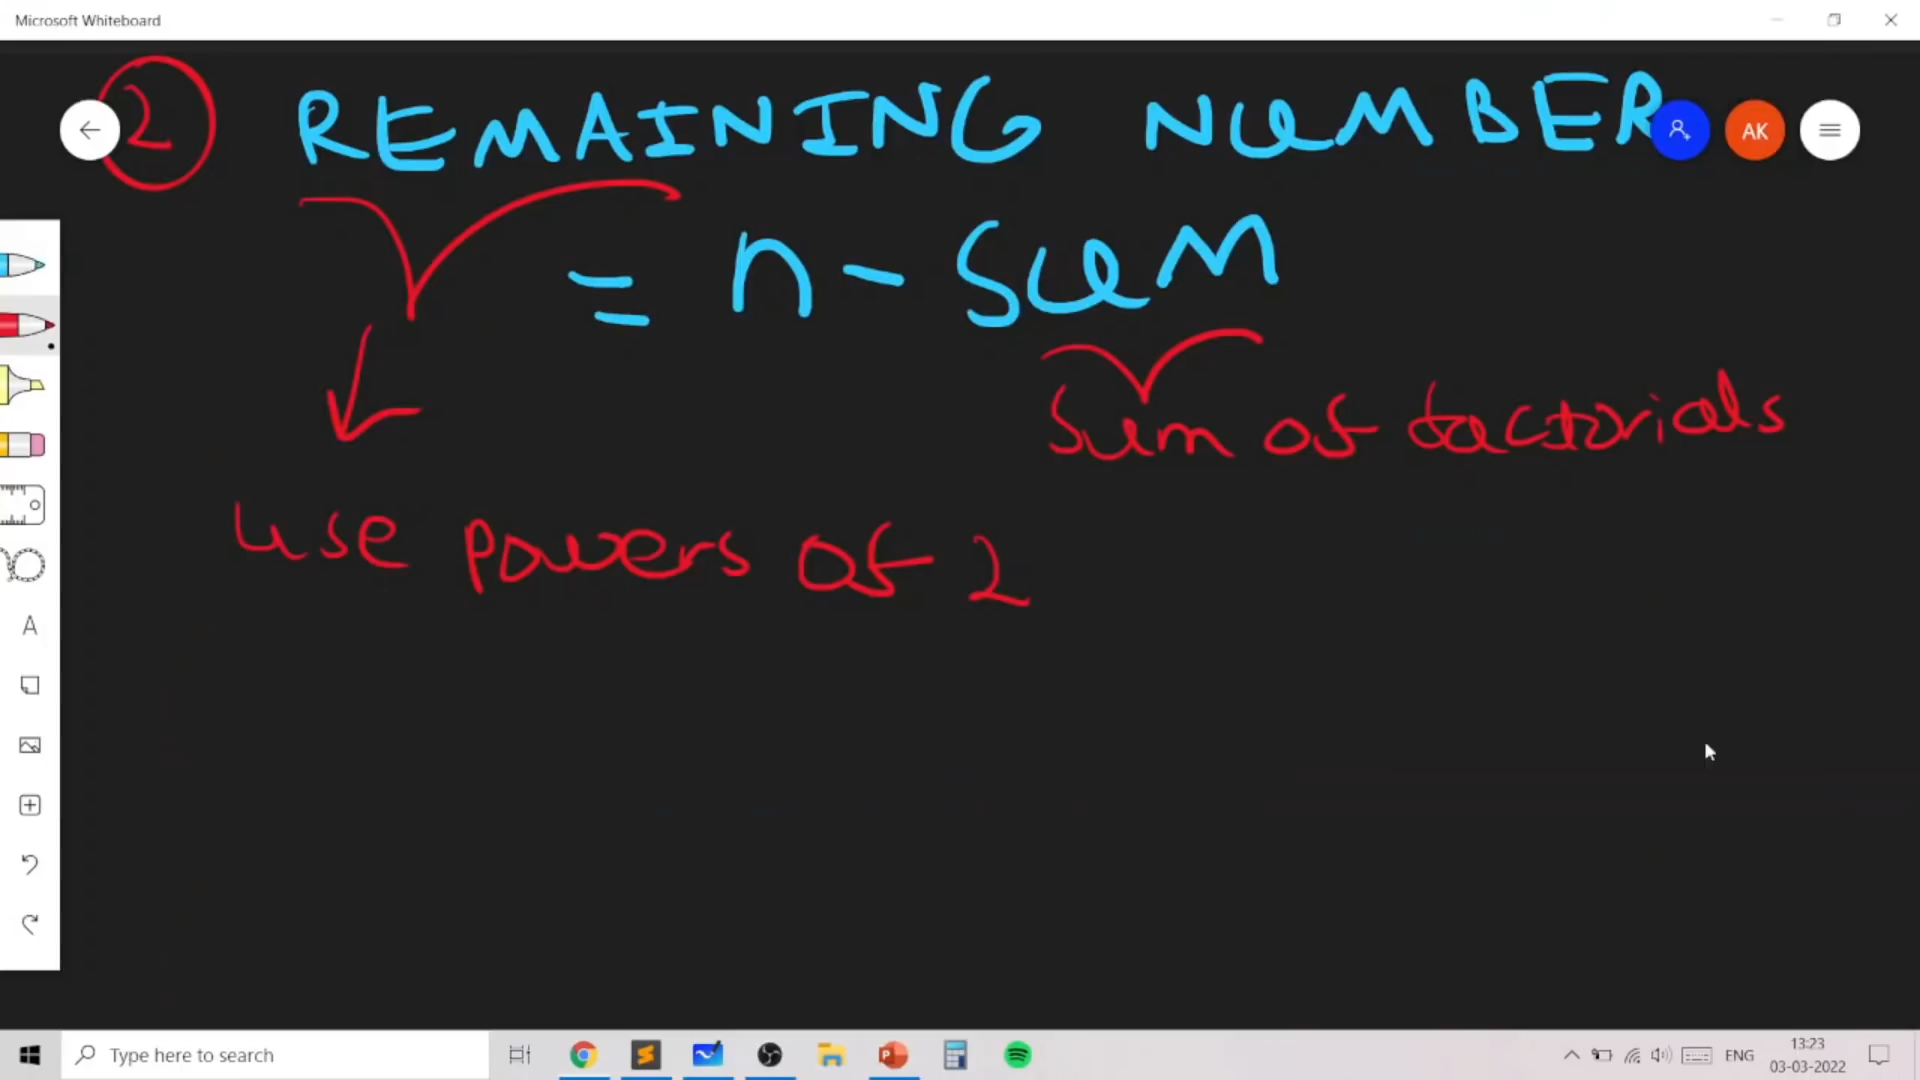 Microsoft Whiteboard
2 REMAINING NUMBER
AK
= n - Sum
Sum of factorials
use powers of 2
A
Type here to search
ENG
13:23
03-03-2022